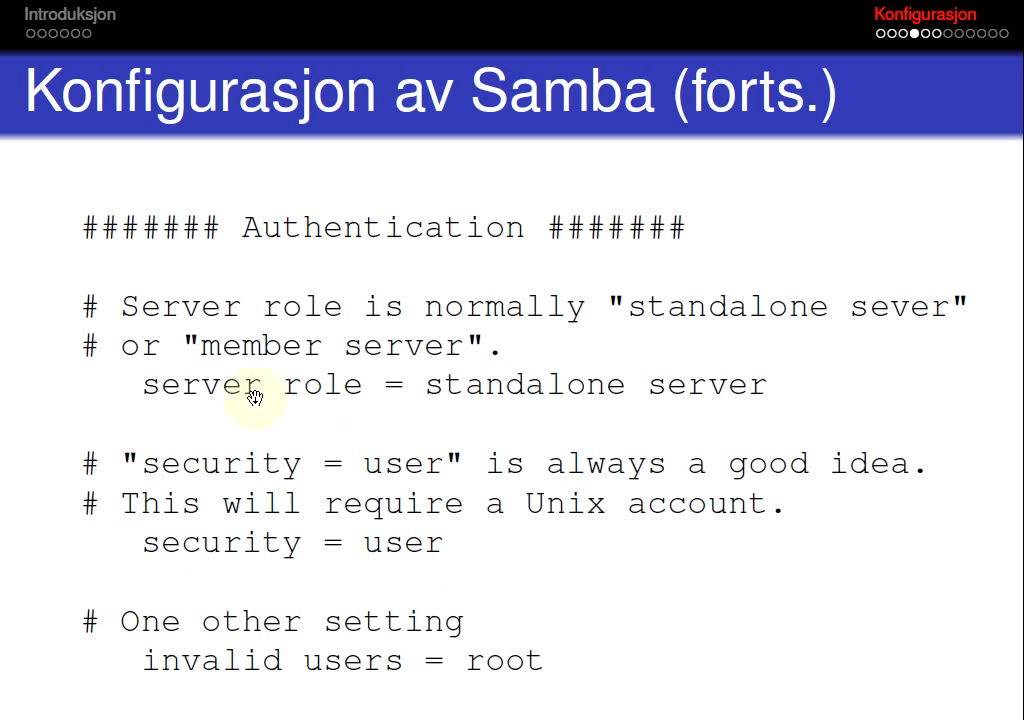 Introduksjon
Konfigurasjon
Konfigurasjon av Samba (forts.)
####### Authentication #######
# Server role is normally "standalone sever"
# or "member server".
server role = standalone server
# "security = user" is always a good idea.
# This will require a Unix account.
security = user
# One other setting
invalid users = root